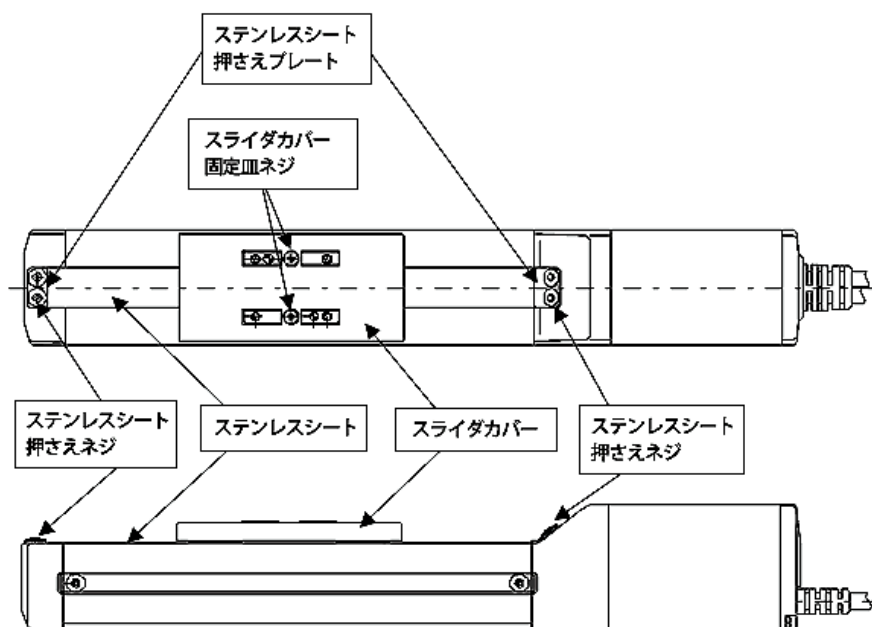 ステンレスシート
押さえプレート
スライダカバー
固定皿ネジ
ステンレスシート
押さえネジ
ステンレスシート
スライダカバー
ステンレスシート
押さえネジ